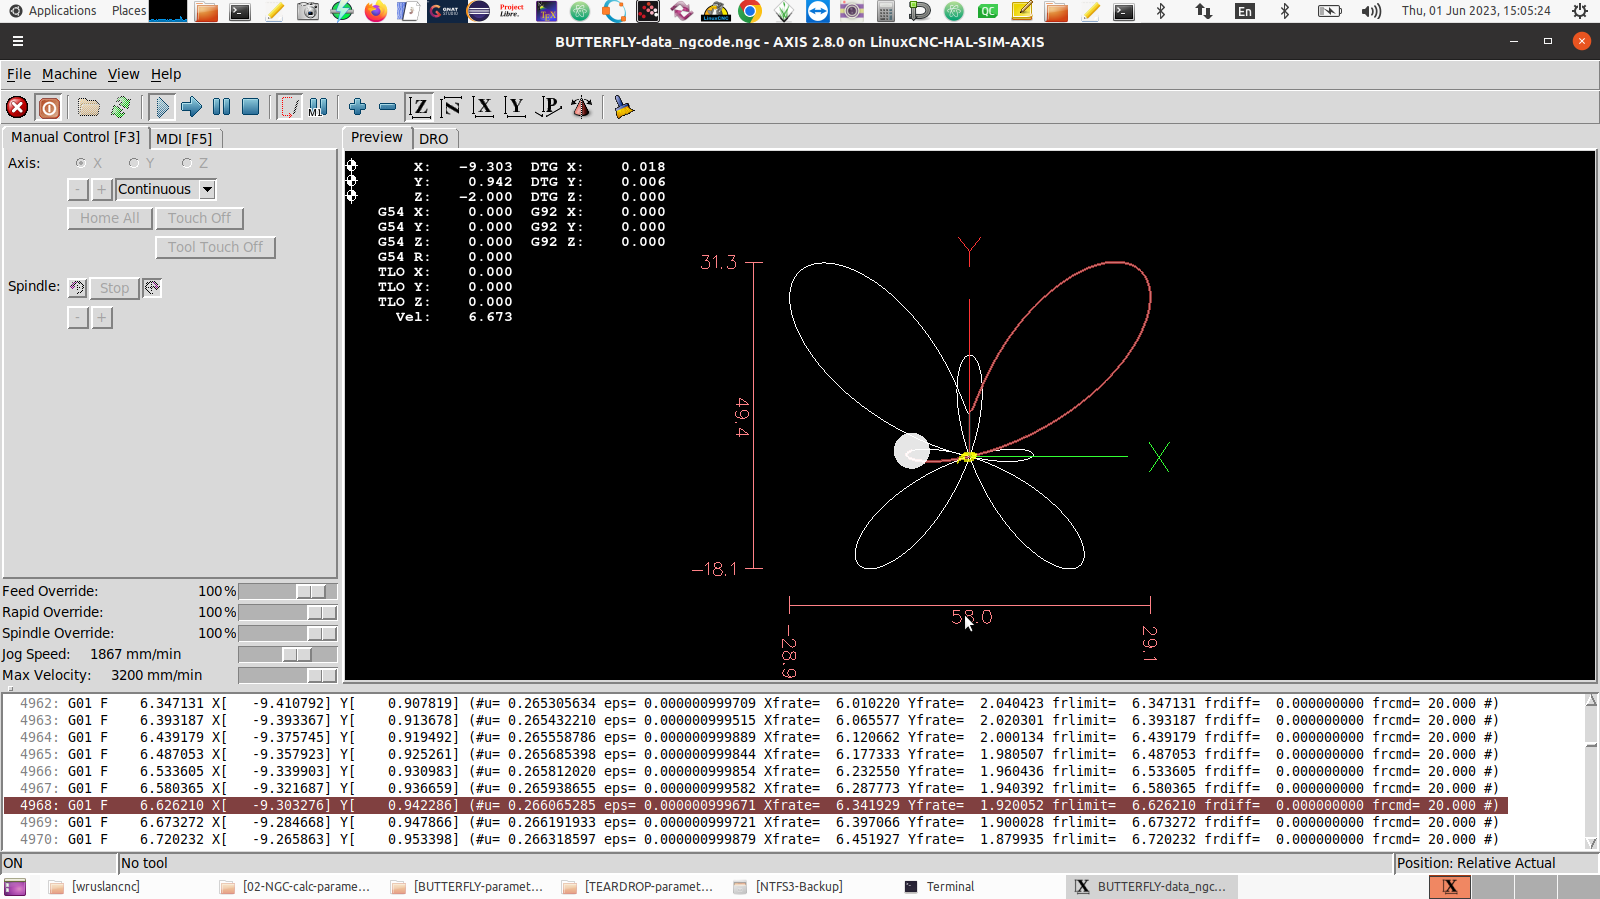 Applications Places En Thu, 01 Jun 2023, 15:05:24
BUTTERFLY-data_ngcode.ngc - AXIS 2.8.0 on LinuxCNC-HAL-SIM-AXIS
File Machine View Help
Manual Control [F3] MDI [F5]
Axis: X Y Z
- + Continuous
Home All Touch Off
Tool Touch Off
Spindle: Stop
- +
Feed Override: 100%
Rapid Override: 100%
Spindle Override: 100%
Jog Speed: 1867 mm/min
Max Velocity: 3200 mm/min
Preview DRO
X: -9.303 DTG X: 0.018
Y: 0.942 DTG Y: 0.006
Z: -2.000 DTG Z: 0.000
G54 X: 0.000 G92 X: 0.000
G54 Y: 0.000 G92 Y: 0.000
G54 Z: 0.000 G92 Z: 0.000
G54 R: 0.000
TLO X: 0.000
TLO Y: 0.000
TLO Z: 0.000
Vel: 6.673
Y
31.3
49.4
X
-18.1
58.0
-28.9
29.1
4962: G01 F 6.347131 X[ -9.410792] Y[ 0.907819] (#u= 0.265305634 eps= 0.000000999709 Xfrate= 6.010220 Yfrate= 2.040423 frlimit= 6.347131 frdiff= 0.000000000 frcmd= 20.000 #)
4963: G01 F 6.393187 X[ -9.393367] Y[ 0.913678] (#u= 0.265432210 eps= 0.000000999515 Xfrate= 6.065577 Yfrate= 2.020301 frlimit= 6.393187 frdiff= 0.000000000 frcmd= 20.000 #)
4964: G01 F 6.439179 X[ -9.375745] Y[ 0.919492] (#u= 0.265558786 eps= 0.000000999889 Xfrate= 6.120662 Yfrate= 2.000134 frlimit= 6.439179 frdiff= 0.000000000 frcmd= 20.000 #)
4965: G01 F 6.487053 X[ -9.357923] Y[ 0.925261] (#u= 0.265685398 eps= 0.000000999844 Xfrate= 6.177333 Yfrate= 1.980507 frlimit= 6.487053 frdiff= 0.000000000 frcmd= 20.000 #)
4966: G01 F 6.533605 X[ -9.339903] Y[ 0.930983] (#u= 0.265812020 eps= 0.000000999854 Xfrate= 6.232550 Yfrate= 1.960436 frlimit= 6.533605 frdiff= 0.000000000 frcmd= 20.000 #)
4967: G01 F 6.580365 X[ -9.321687] Y[ 0.936659] (#u= 0.265938655 eps= 0.000000999582 Xfrate= 6.287773 Yfrate= 1.940392 frlimit= 6.580365 frdiff= 0.000000000 frcmd= 20.000 #)
4968: G01 F 6.626210 X[ -9.303276] Y[ 0.942286] (#u= 0.266065285 eps= 0.000000999671 Xfrate= 6.341929 Yfrate= 1.920052 frlimit= 6.626210 frdiff= 0.000000000 frcmd= 20.000 #)
4969: G01 F 6.673272 X[ -9.284668] Y[ 0.947866] (#u= 0.266191933 eps= 0.000000999721 Xfrate= 6.397066 Yfrate= 1.900028 frlimit= 6.673272 frdiff= 0.000000000 frcmd= 20.000 #)
4970: G01 F 6.720232 X[ -9.265863] Y[ 0.953398] (#u= 0.266318597 eps= 0.000000999879 Xfrate= 6.451927 Yfrate= 1.879935 frlimit= 6.720232 frdiff= 0.000000000 frcmd= 20.000 #)
ON No tool Position: Relative Actual
[wruslancnc] [02-NGC-calc-parame... [BUTTERFLY-paramet... [TEARDROP-paramet... [NTFS3-Backup] Terminal BUTTERFLY-data_ngc...